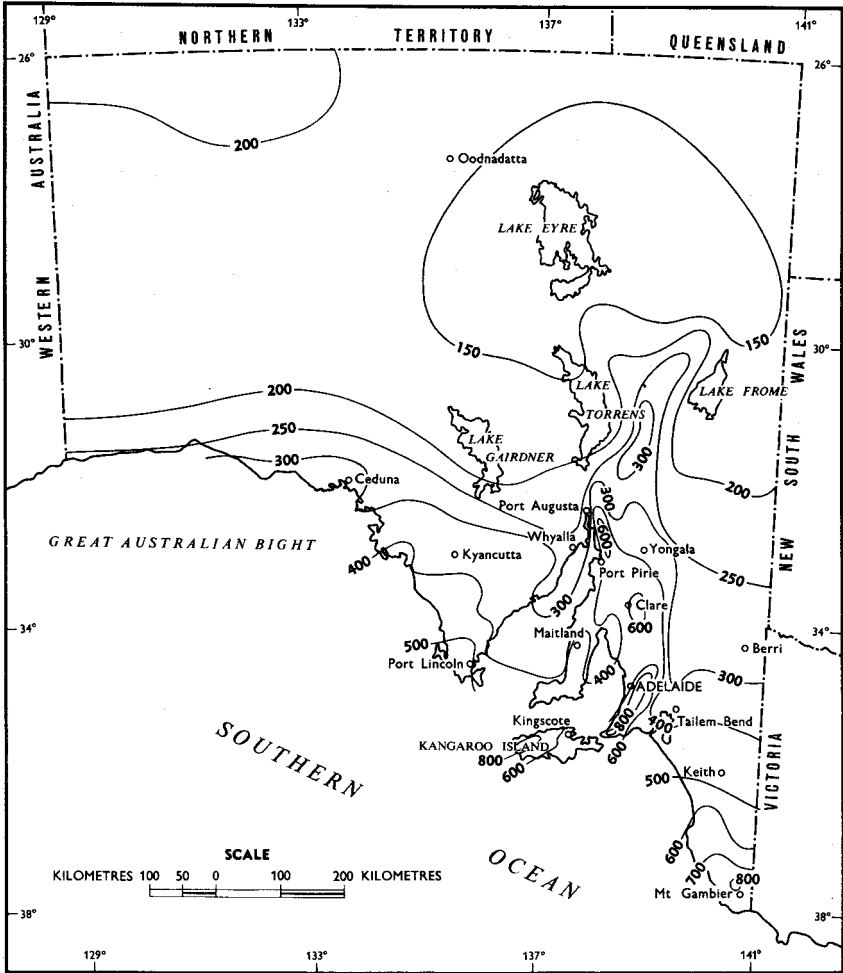 129°
133°
137°
141°
NORTHERN TERRITORY QUEENSLAND
26°
26°
WESTERN AUSTRALIA
200
Oodnadatta
LAKE EYRE
30°
150
150
30°
NEW SOUTH WALES
LAKE TORRENS
LAKE FROME
200
250
300
LAKE GAIRDNER
300
200
Ceduna
Port Augusta
300
600
GREAT AUSTRALIAN BIGHT
Whyalla
Yongala
400
Kyancutta
Port Pirie
250
300
Clare
600
34°
34°
Maitland
500
Berri
Port Lincoln
400
300
ADELAIDE
800
400
Tailem Bend
Kingscote
KANGAROO ISLAND
800
600
600
SOUTHERN OCEAN
Keith
500
VICTORIA
600
700
800
Mt Gambier
SCALE
KILOMETRES 100 50 0 100 200 KILOMETRES
38°
38°
129°
133°
137°
141°